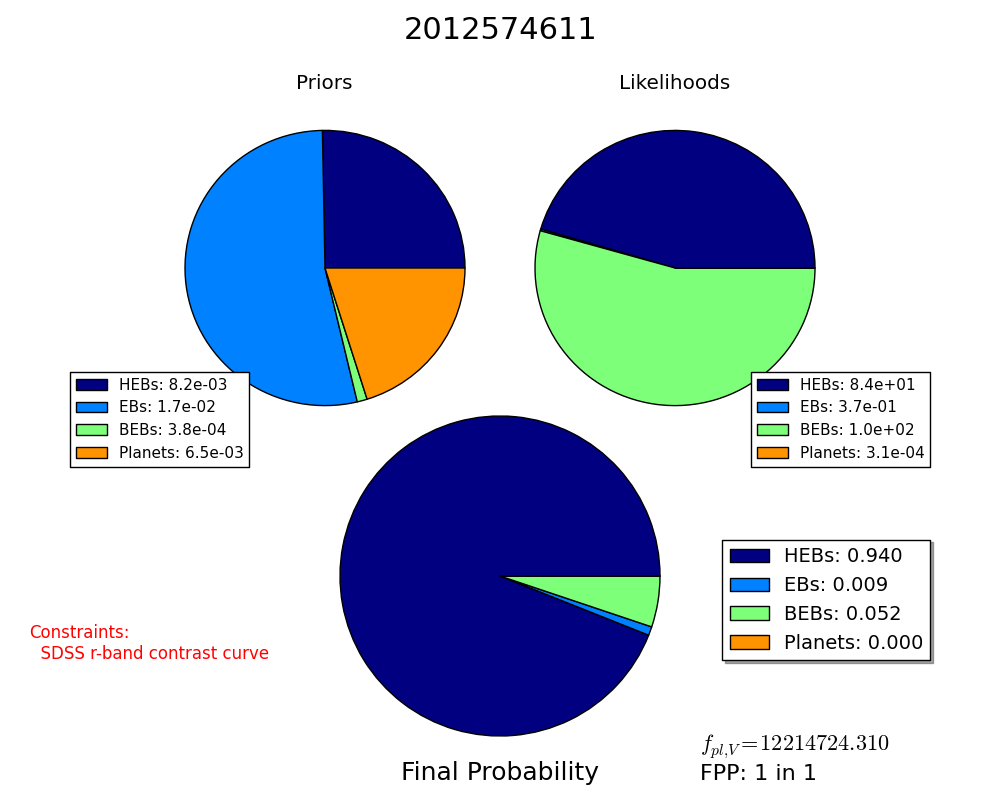 2012574611
Priors
Likelihoods
HEBs: 8.2e-03
EBs: 1.7e-02
BEBs: 3.8e-04
Planets: 6.5e-03
HEBs: 8.4e+01
EBs: 3.7e-01
BEBs: 1.0e+02
Planets: 3.1e-04
HEBs: 0.940
EBs: 0.009
BEBs: 0.052
Planets: 0.000
Constraints:
SDSS r-band contrast curve
Final Probability
f_{pl,V}=12214724.310
FPP: 1 in 1